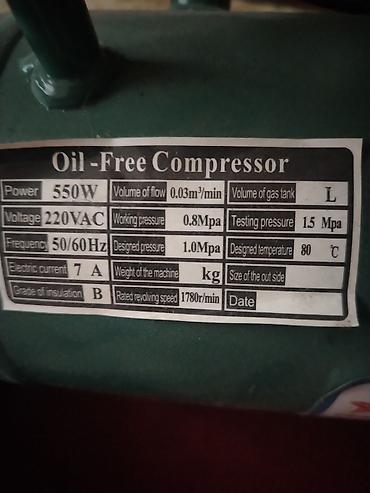 Oil-Free Compressor
Power 550W Volume of flow 0.03m³/min Volume of gas tank L
Voltage 220VAC Working pressure 0.8Mpa Testing pressure 1.5 Mpa
Frequency 50/60Hz Designed pressure 1.0Mpa Designed temperature 80 ℃
Electric current 7 A Weight of the machine kg Size of the out side
Grade of insulation B Rated revolving speed 1780r/min Date